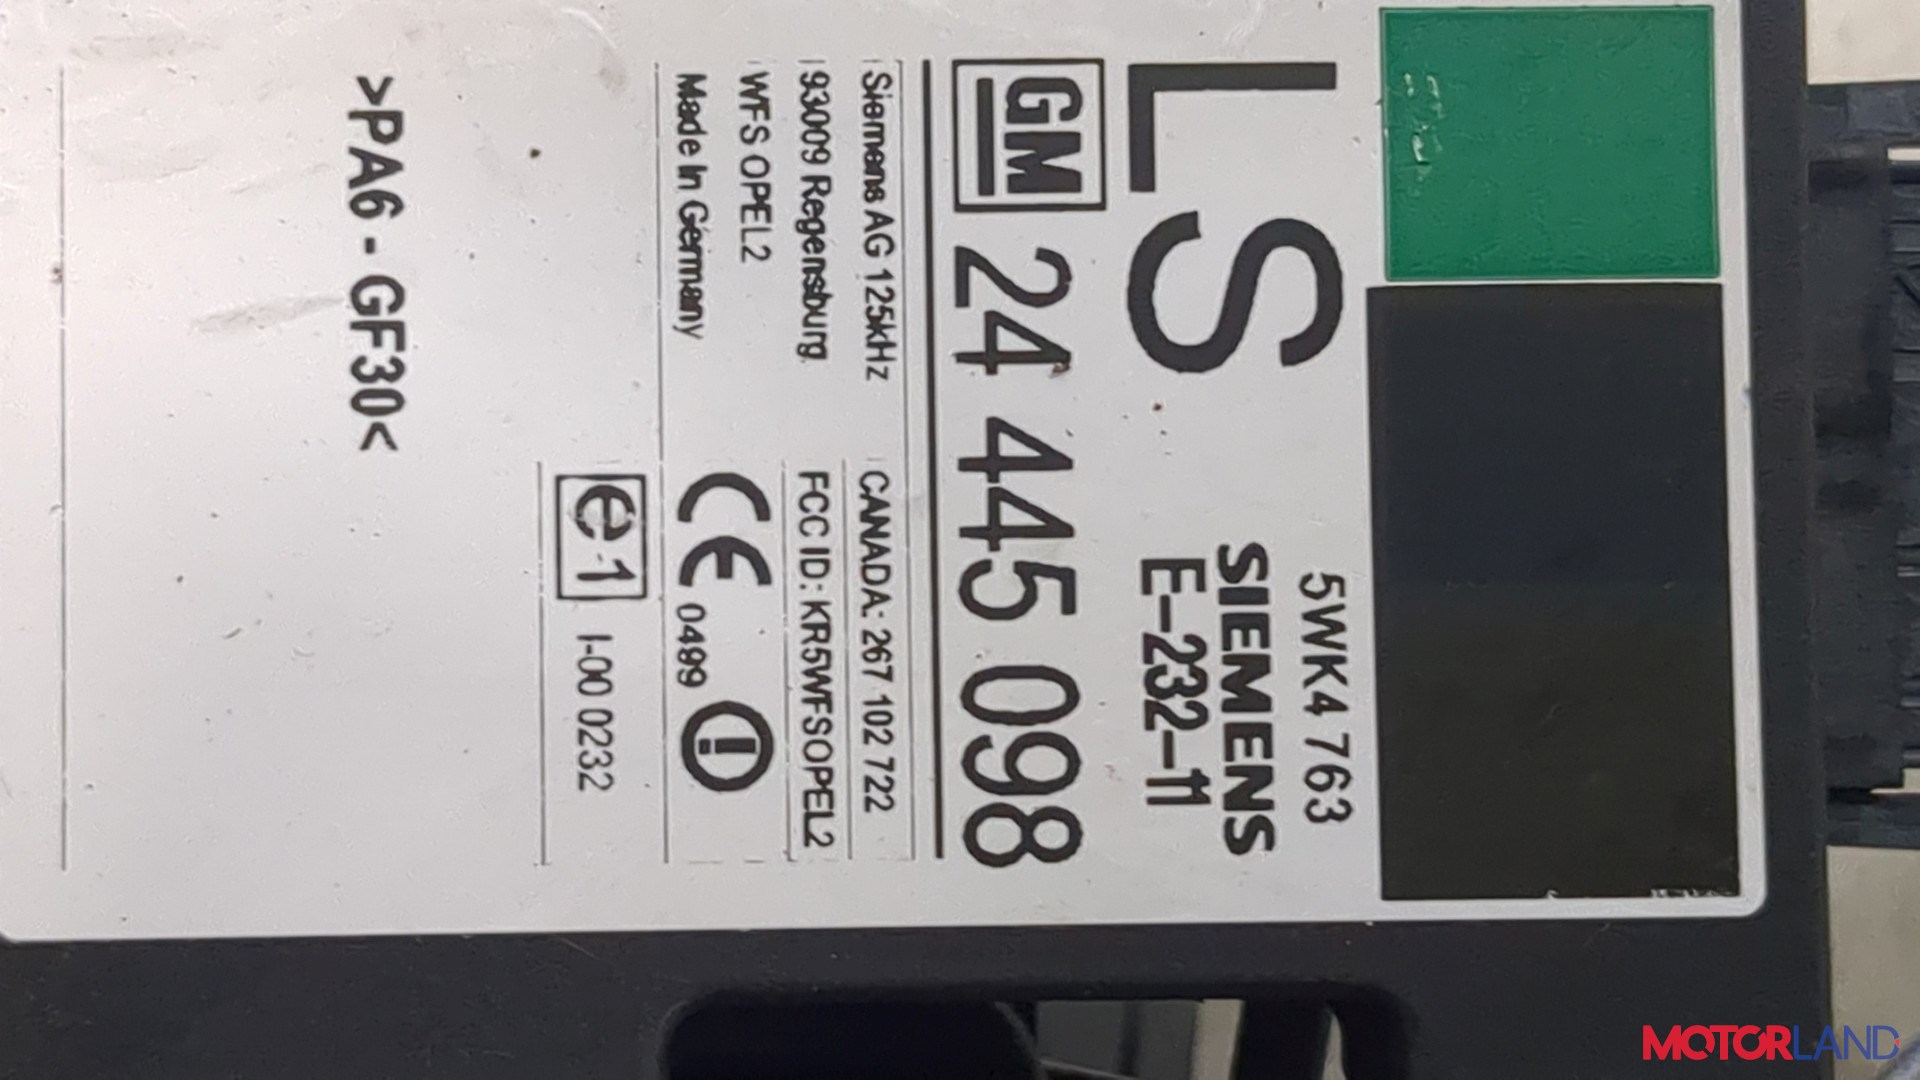 5WK4 763
LS
SIEMENS
E-232-11
GM 24 445 098
Siemens AG 125kHz
93009 Regensburg
WFS OPEL2
Made In Germany
CANADA: 267 102 722
FCC ID: KR5WFSOPEL2
CE 0499
e1 I-00 0232
>PA6 - GF30<
MOTORLAND